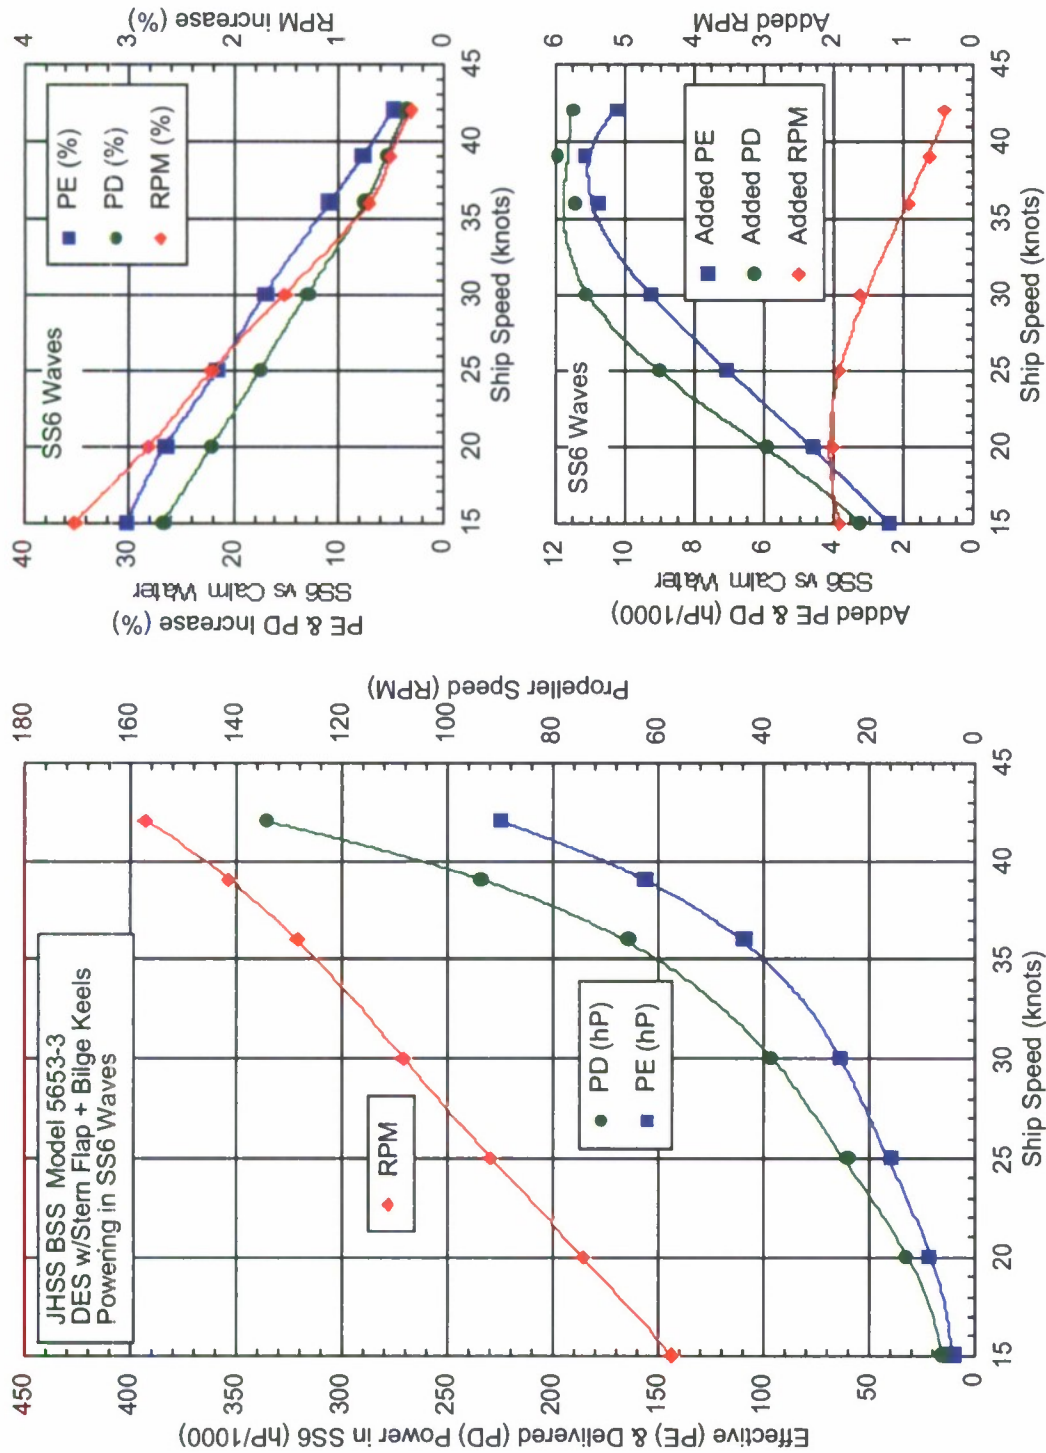 JHSS BSS Model 5653-3
DES w/Stern Flap + Bilge Keels
Powering in SS6 Waves
RPM
PD (hP)
PE (hP)
Effective (PE) & Delivered (PD) Power in SS6 (hP/1000)
450
400
350
300
250
200
150
100
50
0
Propeller Speed (RPM)
180
160
140
120
100
80
60
40
20
0
15
20
25
30
35
40
45
Ship Speed (knots)
SS6 Waves
PE (%)
PD (%)
RPM (%)
PE & PD Increase (%)
SS6 vs Calm Water
40
30
20
10
0
RPM increase (%)
4
3
2
1
0
15
20
25
30
35
40
45
Ship Speed (knots)
SS6 Waves
Added PE
Added PD
Added RPM
Added PE & PD (hP/1000)
SS6 vs Calm Water
12
10
8
6
4
2
0
Added RPM
6
5
4
3
2
1
0
15
20
25
30
35
40
45
Ship Speed (knots)